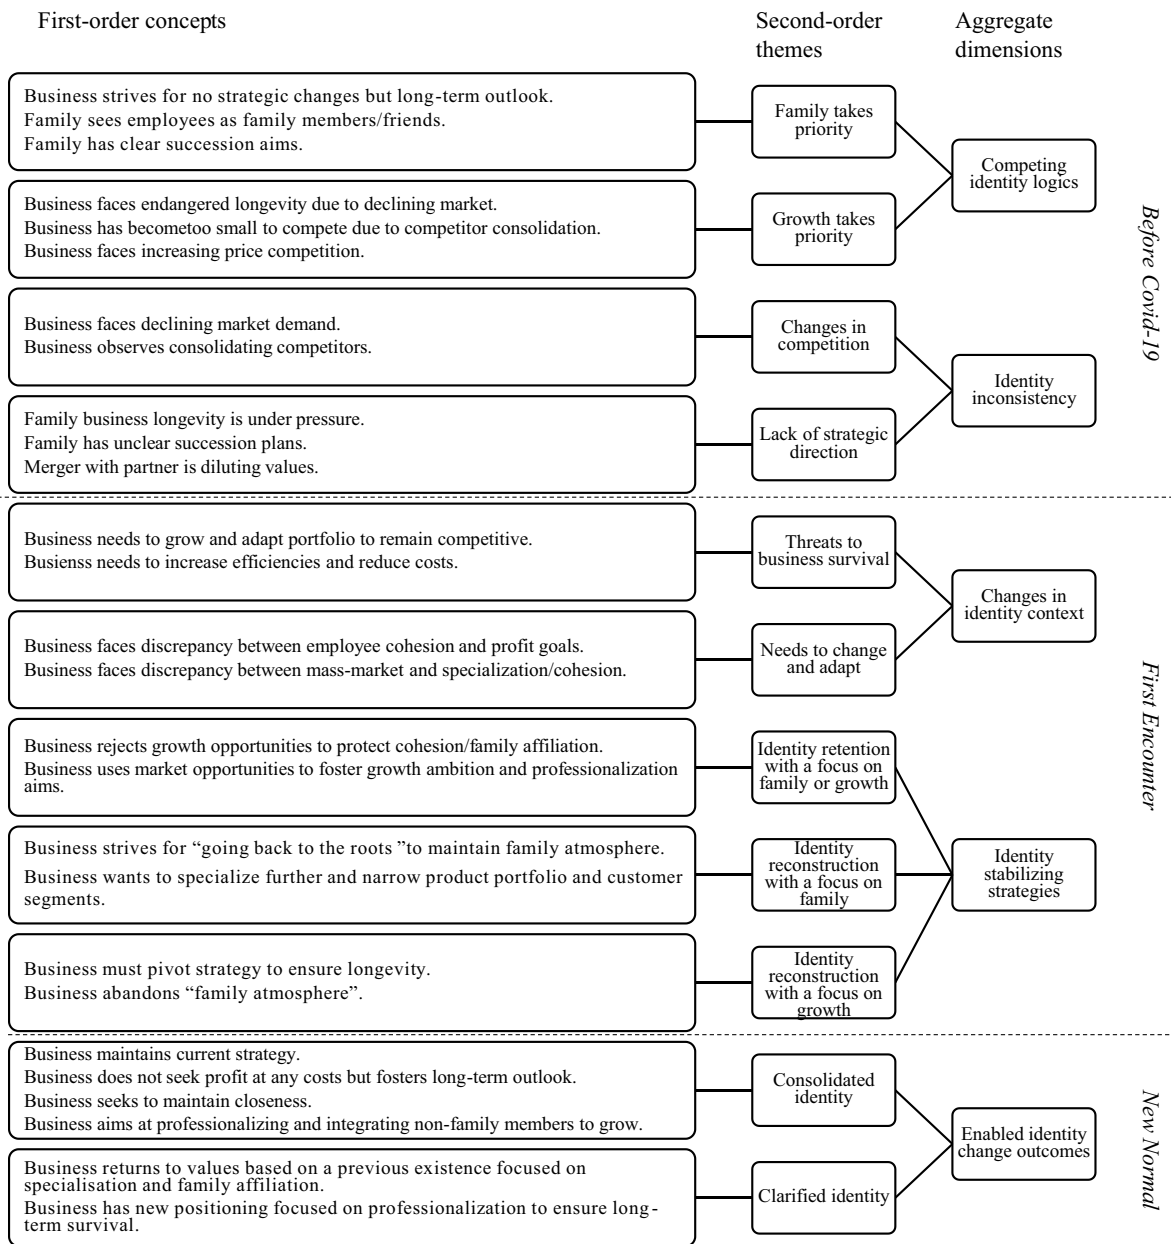 First-order concepts
Second-order
themes
Aggregate
dimensions
Business strives for no strategic changes but long-term outlook.
Family sees employees as family members/friends.
Family has clear succession aims.
Family takes
priority
Business faces endangered longevity due to declining market.
Business has becometoo small to compete due to competitor consolidation.
Business faces increasing price competition.
Growth takes
priority
Competing
identity logics
Business faces declining market demand.
Business observes consolidating competitors.
Changes in
competition
Family business longevity is under pressure.
Family has unclear succession plans.
Merger with partner is diluting values.
Lack of strategic
direction
Identity
inconsistency
Before Covid-19
Business needs to grow and adapt portfolio to remain competitive.
Busienss needs to increase efficiencies and reduce costs.
Threats to
business survival
Business faces discrepancy between employee cohesion and profit goals.
Business faces discrepancy between mass-market and specialization/cohesion.
Needs to change
and adapt
Changes in
identity context
Business rejects growth opportunities to protect cohesion/family affiliation.
Business uses market opportunities to foster growth ambition and professionalization
aims.
Identity retention
with a focus on
family or growth
Business strives for “going back to the roots ”to maintain family atmosphere.
Business wants to specialize further and narrow product portfolio and customer
segments.
Identity
reconstruction
with a focus on
family
Business must pivot strategy to ensure longevity.
Business abandons “family atmosphere”.
Identity
reconstruction
with a focus on
growth
Identity
stabilizing
strategies
First Encounter
Business maintains current strategy.
Business does not seek profit at any costs but fosters long-term outlook.
Business seeks to maintain closeness.
Business aims at professionalizing and integrating non-family members to grow.
Consolidated
identity
Business returns to values based on a previous existence focused on
specialisation and family affiliation.
Business has new positioning focused on professionalization to ensure long-
term survival.
Clarified identity
Enabled identity
change outcomes
New Normal